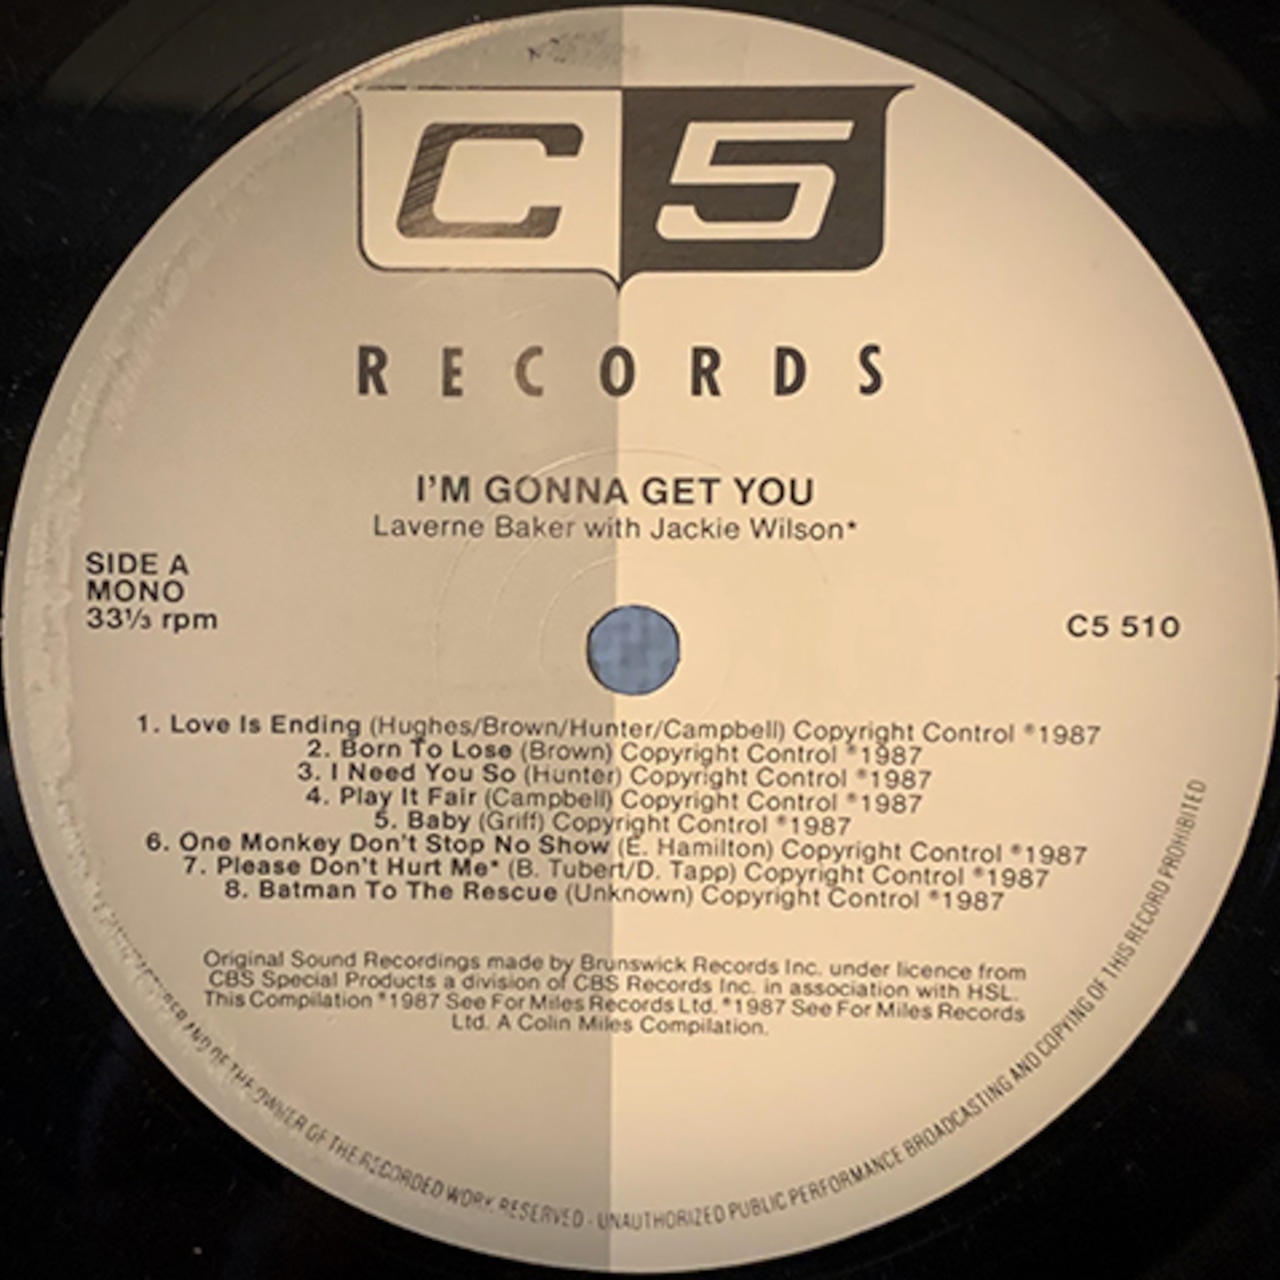 C5
RECORDS
I'M GONNA GET YOU
Laverne Baker with Jackie Wilson*
SIDE A
MONO
33⅓ rpm
C5 510
1. Love Is Ending (Hughes/Brown/Hunter/Campbell) Copyright Control ℗1987
2. Born To Lose (Brown) Copyright Control ℗1987
3. I Need You So (Hunter) Copyright Control ℗1987
4. Play It Fair (Campbell) Copyright Control ℗1987
5. Baby (Griff) Copyright Control ℗1987
6. One Monkey Don't Stop No Show (E. Hamilton) Copyright Control ℗1987
7. Please Don't Hurt Me* (B. Tubert/D. Tapp) Copyright Control ℗1987
8. Batman To The Rescue (Unknown) Copyright Control ℗1987
Original Sound Recordings made by Brunswick Records Inc. under licence from
CBS Special Products a division of CBS Records Inc. in association with HSL.
This Compilation ℗1987 See For Miles Records Ltd. ©1987 See For Miles Records
Ltd. A Colin Miles Compilation.
AND OF THE OWNER OF THE RECORDED WORK RESERVED - UNAUTHORIZED PUBLIC PERFORMANCE BROADCASTING AND COPYING OF THIS RECORD PROHIBITED